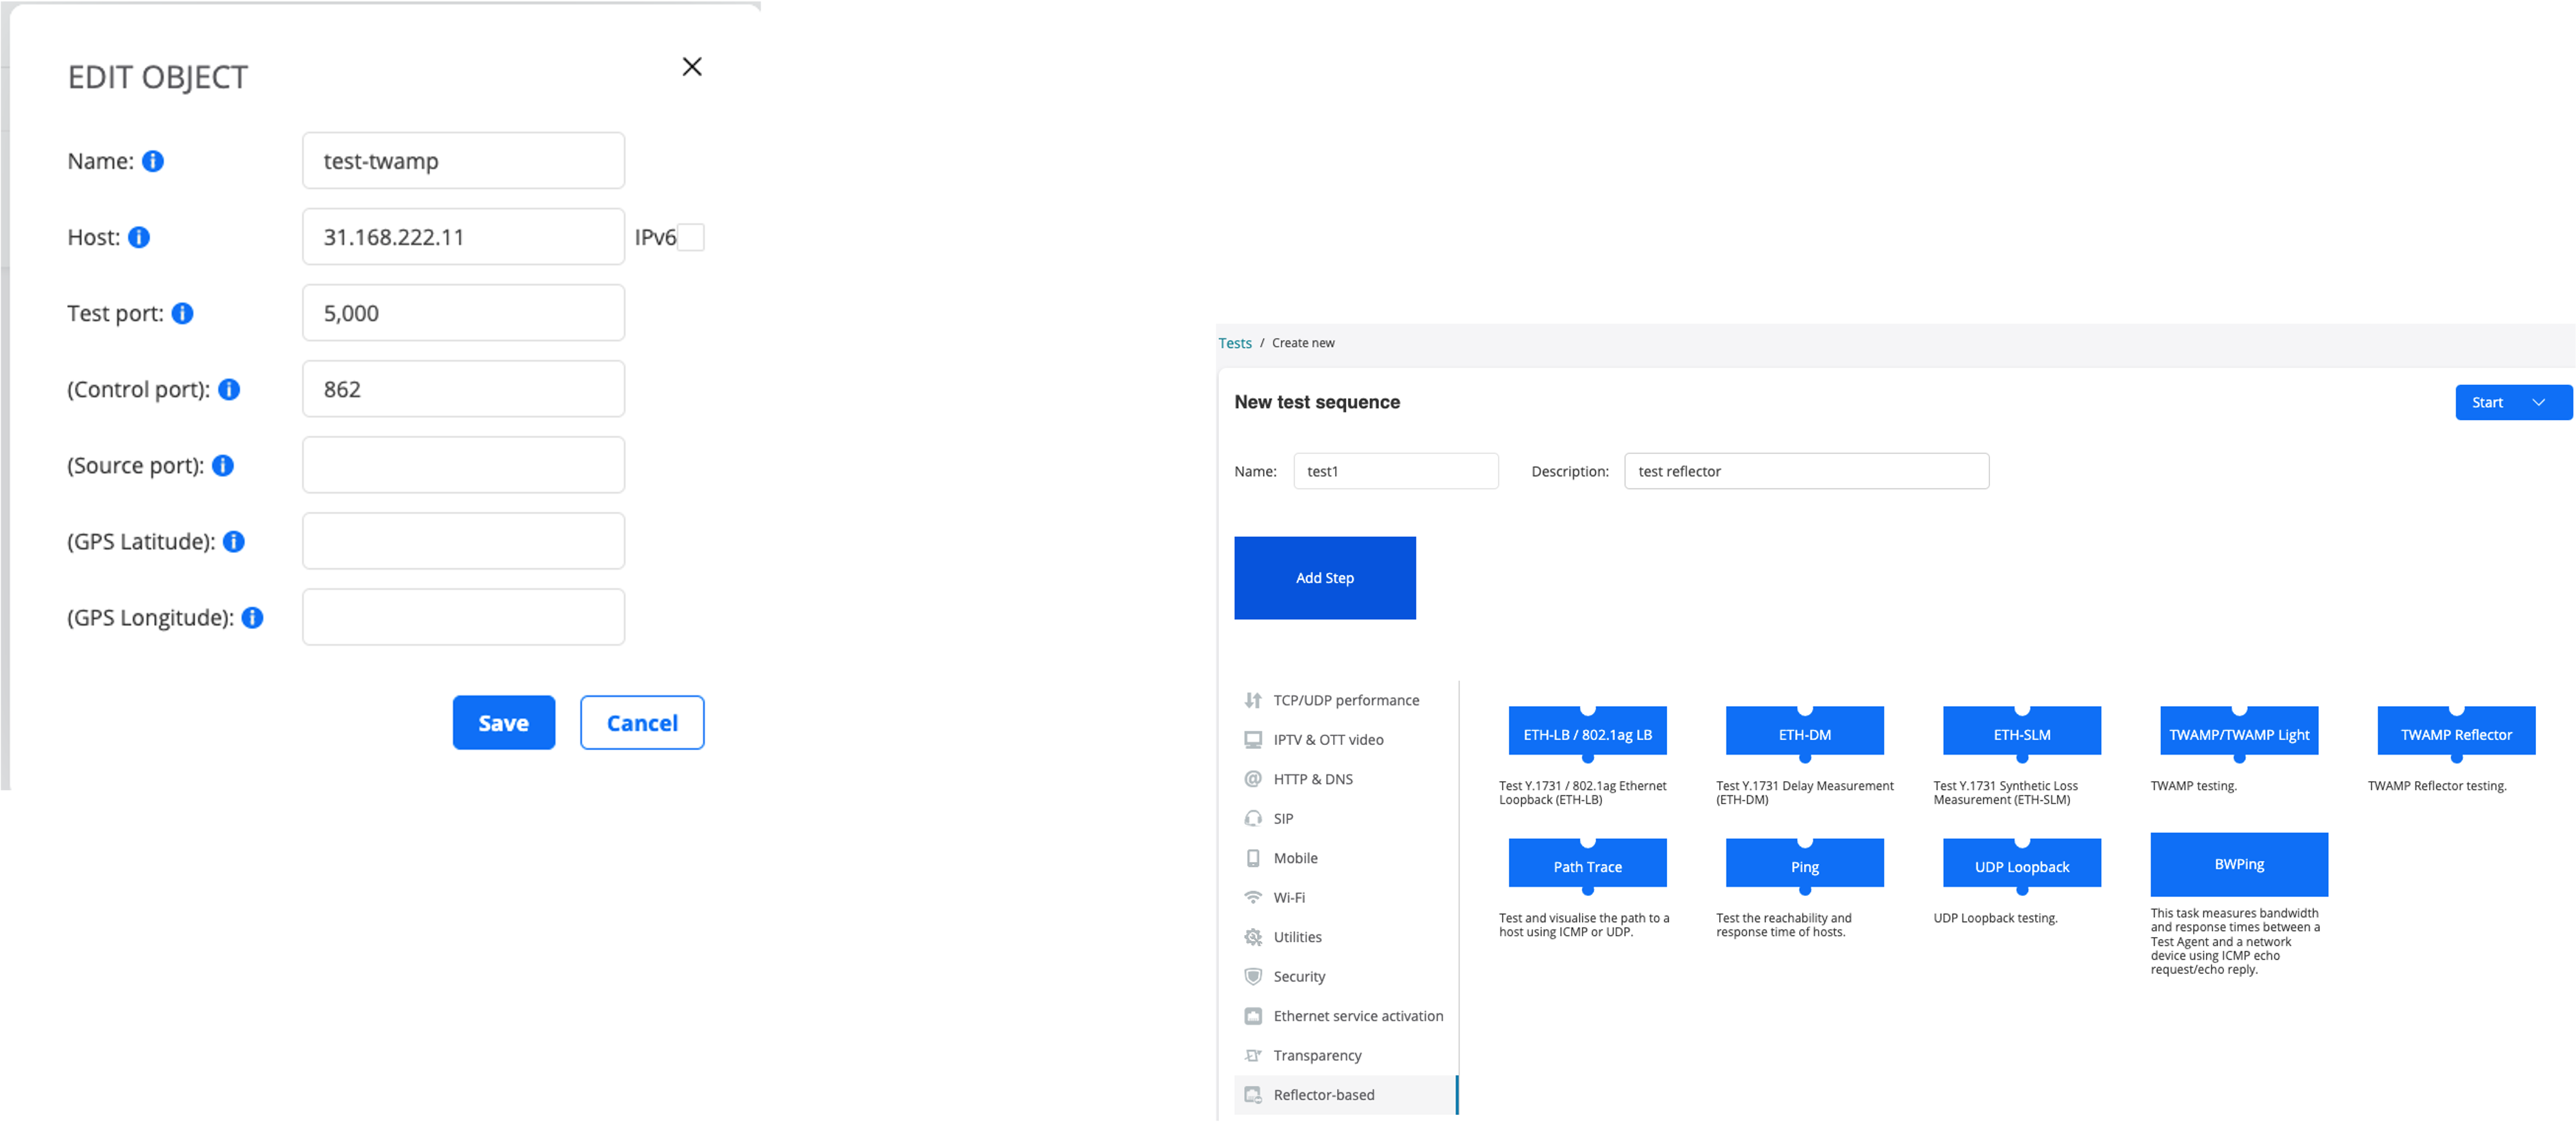 EDIT OBJECT
Name:
test-twamp
Host:
31.168.222.11
IPv6
Test port:
5,000
(Control port):
862
(Source port):
(GPS Latitude):
(GPS Longitude):
Save
Cancel
Tests / Create new
New test sequence
Start
Name:
test1
Description:
test reflector
Add Step
TCP/UDP performance
IPTV & OTT video
HTTP & DNS
SIP
Mobile
Wi-Fi
Utilities
Security
Ethernet service activation
Transparency
Reflector-based
ETH-LB / 802.1ag LB
Test Y.1731 / 802.1ag Ethernet
Loopback (ETH-LB)
ETH-DM
Test Y.1731 Delay Measurement
(ETH-DM)
ETH-SLM
Test Y.1731 Synthetic Loss
Measurement (ETH-SLM)
TWAMP/TWAMP Light
TWAMP testing.
TWAMP Reflector
TWAMP Reflector testing.
Path Trace
Test and visualise the path to a
host using ICMP or UDP.
Ping
Test the reachability and
response time of hosts.
UDP Loopback
UDP Loopback testing.
BWPing
This task measures bandwidth
and response times between a
Test Agent and a network
device using ICMP echo
request/echo reply.